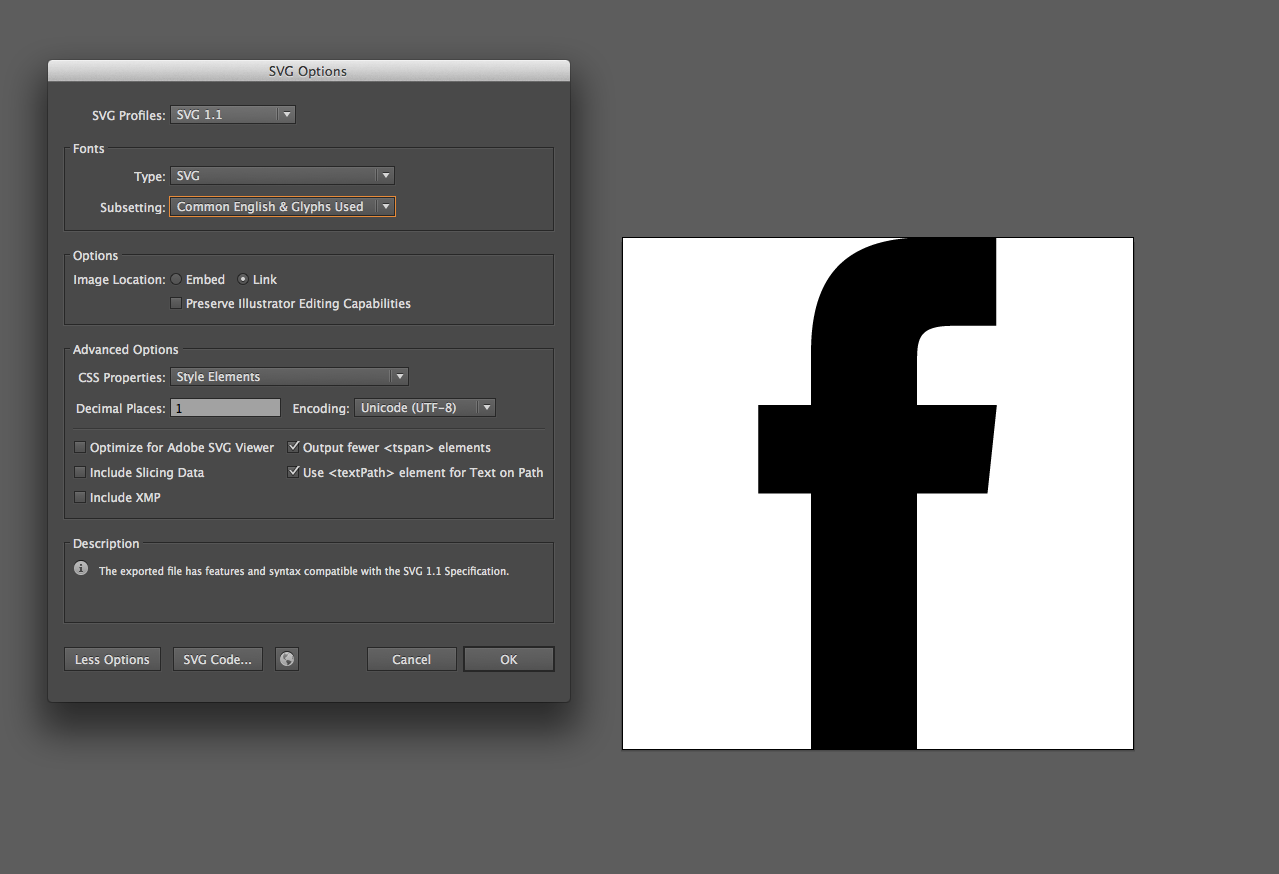 SVG Options
SVG Profiles: SVG 1.1
Fonts
Type: SVG
Subsetting: Common English & Glyphs Used
Options
Image Location: Embed Link
Preserve Illustrator Editing Capabilities
Advanced Options
CSS Properties: Style Elements
Decimal Places: 1 Encoding: Unicode (UTF-8)
Optimize for Adobe SVG Viewer Output fewer <tspan> elements
Include Slicing Data Use <textPath> element for Text on Path
Include XMP
Description
The exported file has features and syntax compatible with the SVG 1.1 Specification.
Less Options SVG Code... Cancel OK
f